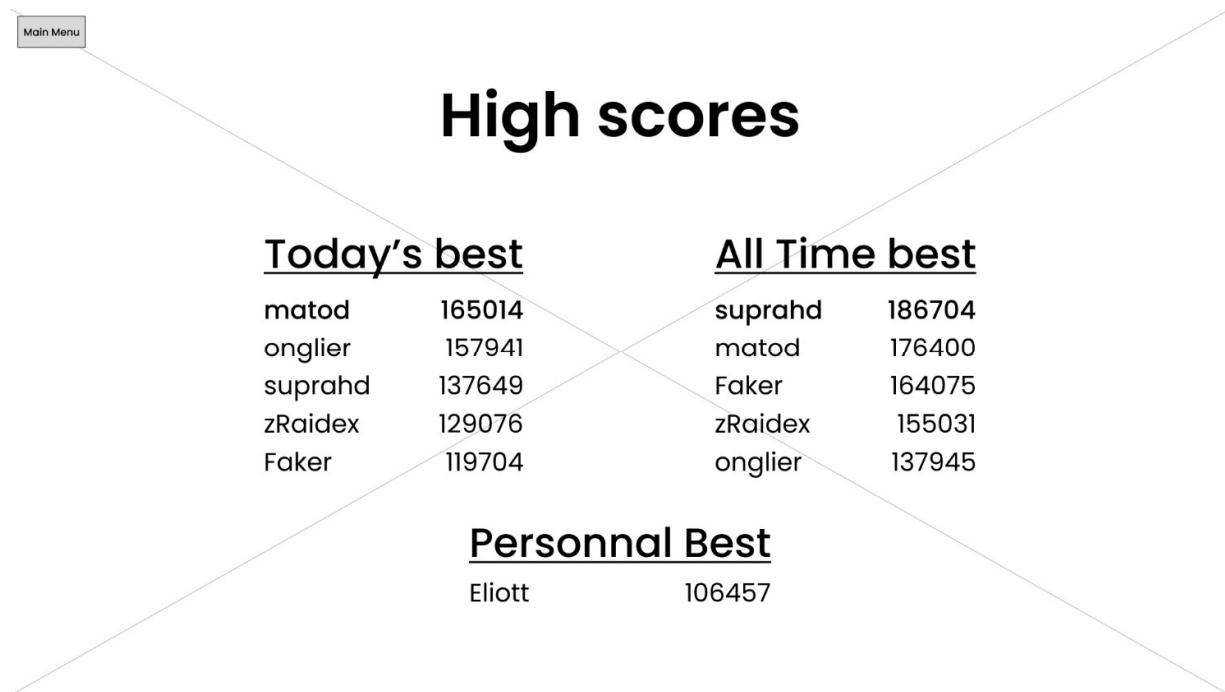 Main Menu
High scores
Today’s best
matod 165014
onglier 157941
suprahd 137649
zRaidex 129076
Faker 119704
All Time best
suprahd 186704
matod 176400
Faker 164075
zRaidex 155031
onglier 137945
Personnal Best
Eliott 106457